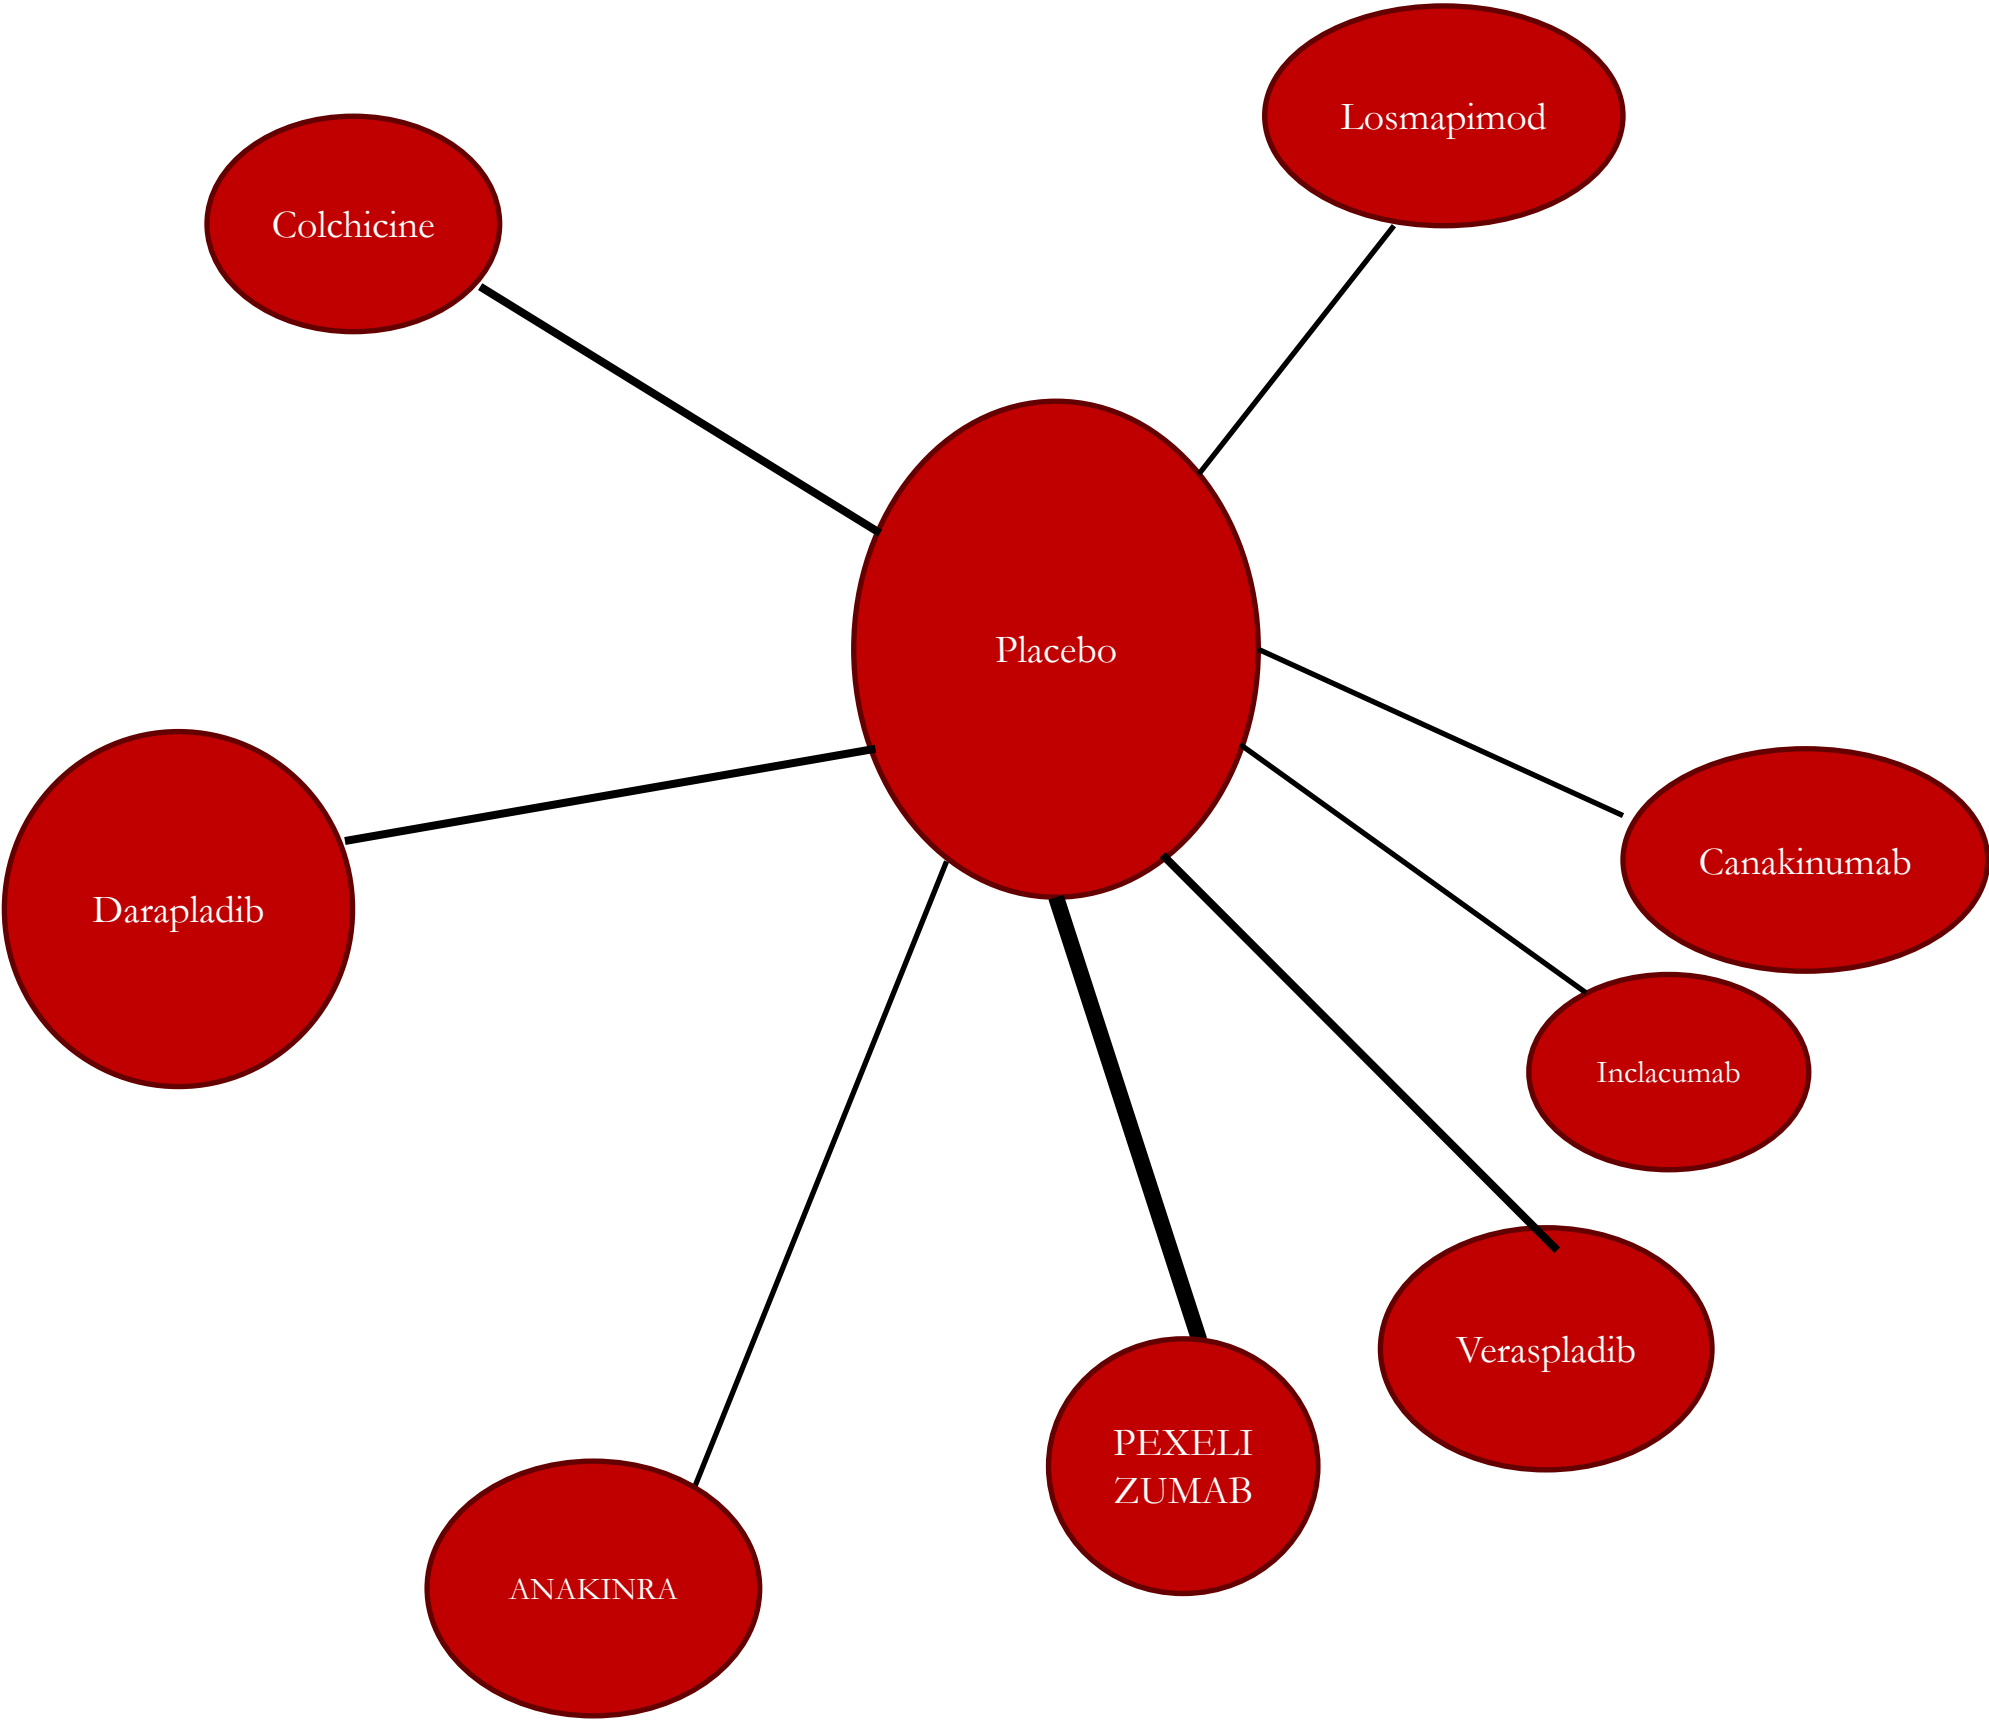 Losmapimod
Colchicine
Placebo
Canakinumab
Darapladib
Inclacumab
Veraspladib
PEXELI
ZUMAB
ANAKINRA